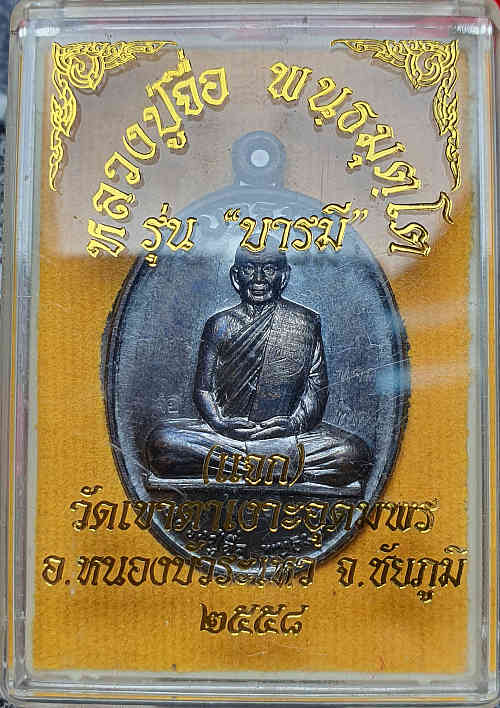 หลวงปู่จื่อ พนฺธมุตฺโต
รุ่น “บารมี”
(แจก)
วัดเขาตาเงาะอุดมพร
อ.หนองบัวระเหว จ.ชัยภูมิ
๒๕๕๘